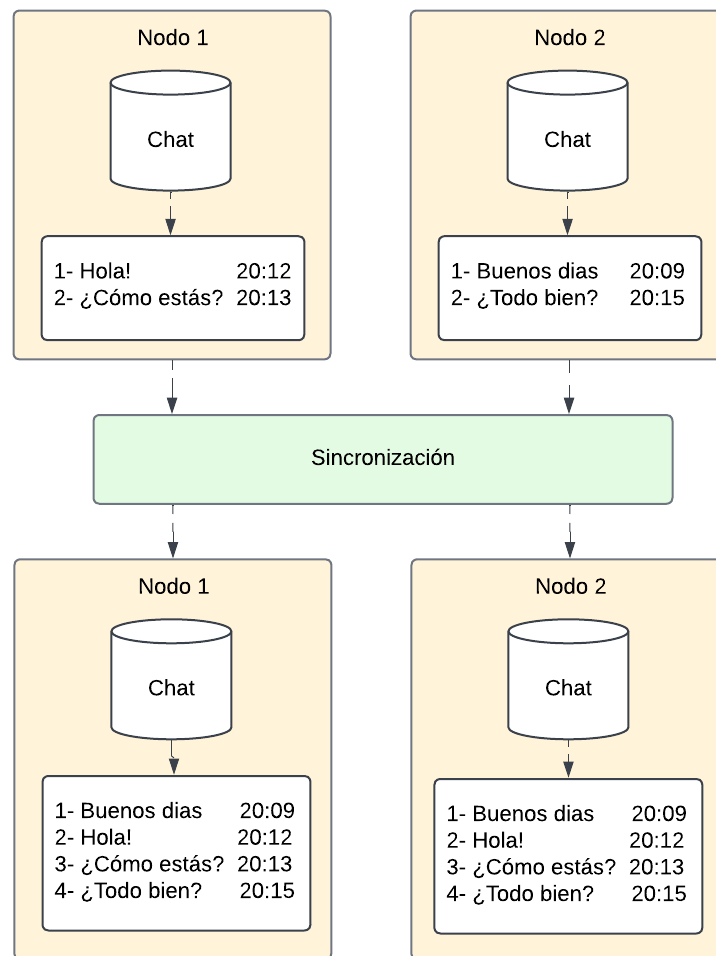 Nodo 1
Chat
1- Hola! 20:12
2- ¿Cómo estás? 20:13
Nodo 2
Chat
1- Buenos dias 20:09
2- ¿Todo bien? 20:15
Sincronización
Nodo 1
Chat
1- Buenos dias 20:09
2- Hola! 20:12
3- ¿Cómo estás? 20:13
4- ¿Todo bien? 20:15
Nodo 2
Chat
1- Buenos dias 20:09
2- Hola! 20:12
3- ¿Cómo estás? 20:13
4- ¿Todo bien? 20:15